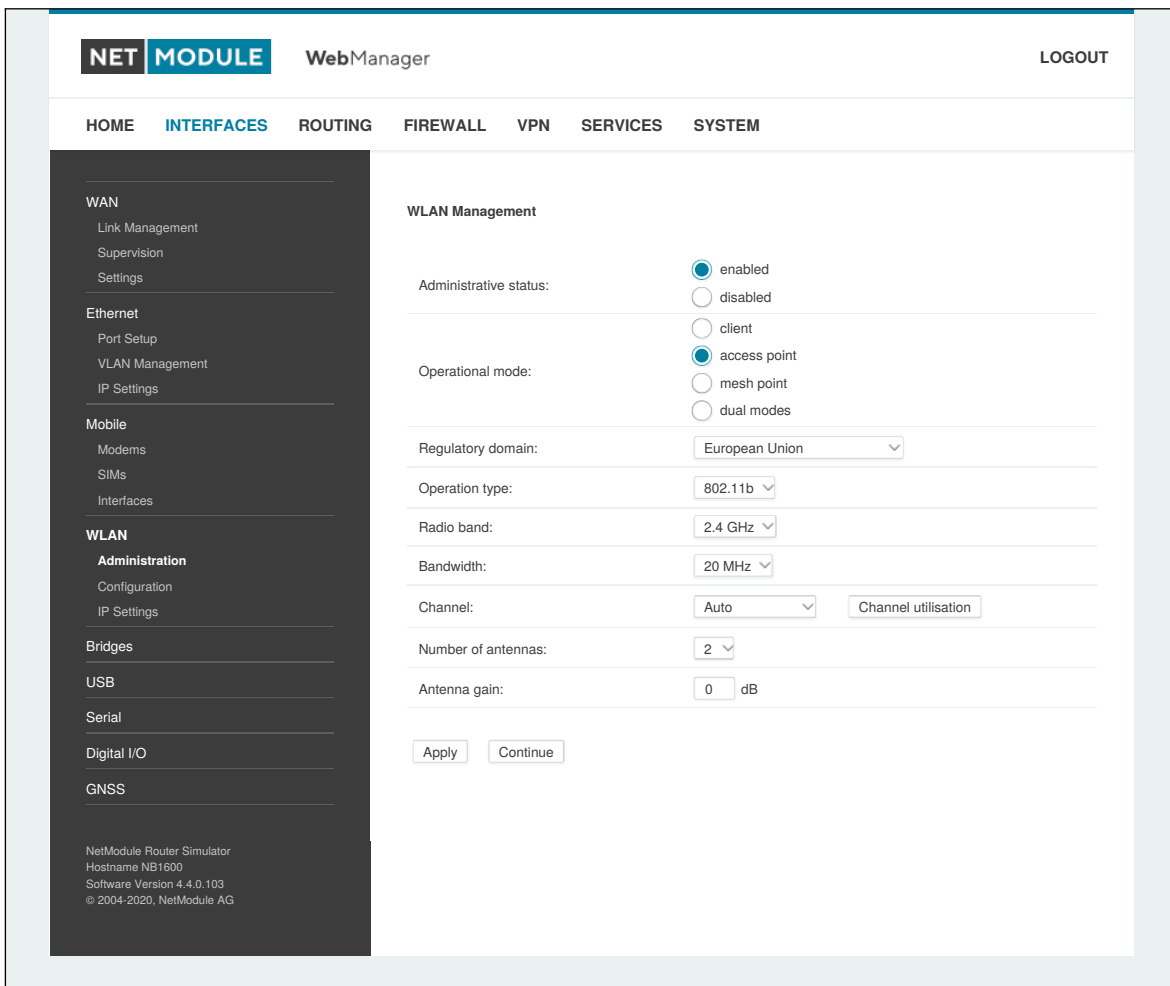 NET MODULE WebManager LOGOUT
HOME INTERFACES ROUTING FIREWALL VPN SERVICES SYSTEM
WAN
Link Management
Supervision
Settings
Ethernet
Port Setup
VLAN Management
IP Settings
Mobile
Modems
SIMs
Interfaces
WLAN
Administration
Configuration
IP Settings
Bridges
USB
Serial
Digital I/O
GNSS
NetModule Router Simulator
Hostname NB1600
Software Version 4.4.0.103
© 2004-2020, NetModule AG
WLAN Management
Administrative status:
enabled
disabled
Operational mode:
client
access point
mesh point
dual modes
Regulatory domain: European Union
Operation type: 802.11b
Radio band: 2.4 GHz
Bandwidth: 20 MHz
Channel: Auto Channel utilisation
Number of antennas: 2
Antenna gain: 0 dB
Apply Continue